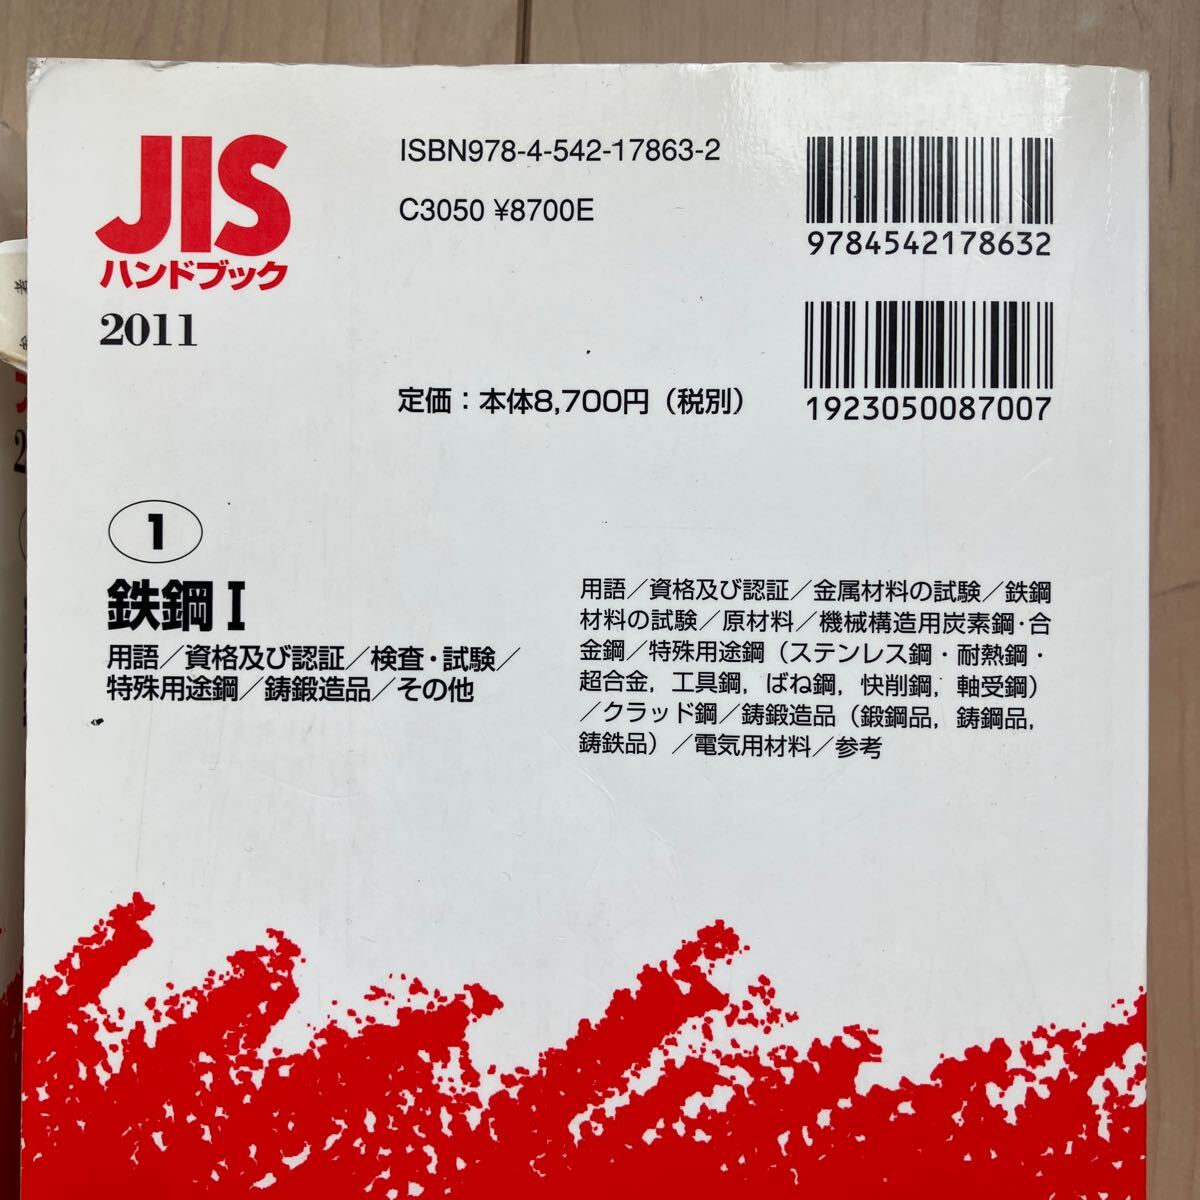 JIS
ハンドブック
2011
ISBN978-4-542-17863-2
C3050 ¥8700E
9784542178632
1923050087007
定価：本体8,700円（税別）
1
鉄鋼Ⅰ
用語／資格及び認証／検査・試験／
特殊用途鋼／鋳鍛造品／その他
用語／資格及び認証／金属材料の試験／鉄鋼
材料の試験／原材料／機械構造用炭素鋼・合
金鋼／特殊用途鋼（ステンレス鋼・耐熱鋼・
超合金，工具鋼，ばね鋼，快削鋼，軸受鋼）
／クラッド鋼／鋳鍛造品（鍛鋼品，鋳鋼品，
鋳鉄品）／電気用材料／参考